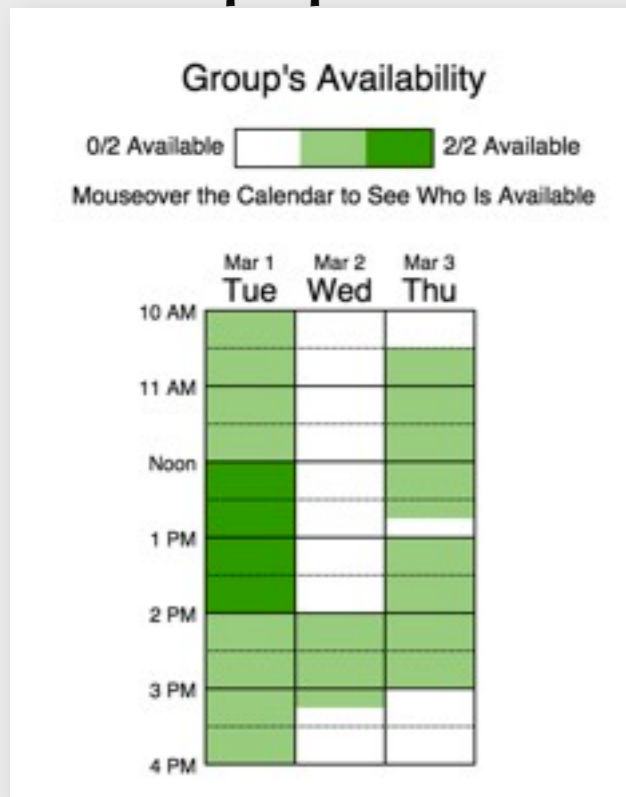 Group's Availability
0/2 Available 2/2 Available
Mouseover the Calendar to See Who Is Available
Mar 1 Mar 2 Mar 3
Tue Wed Thu
10 AM
11 AM
Noon
1 PM
2 PM
3 PM
4 PM